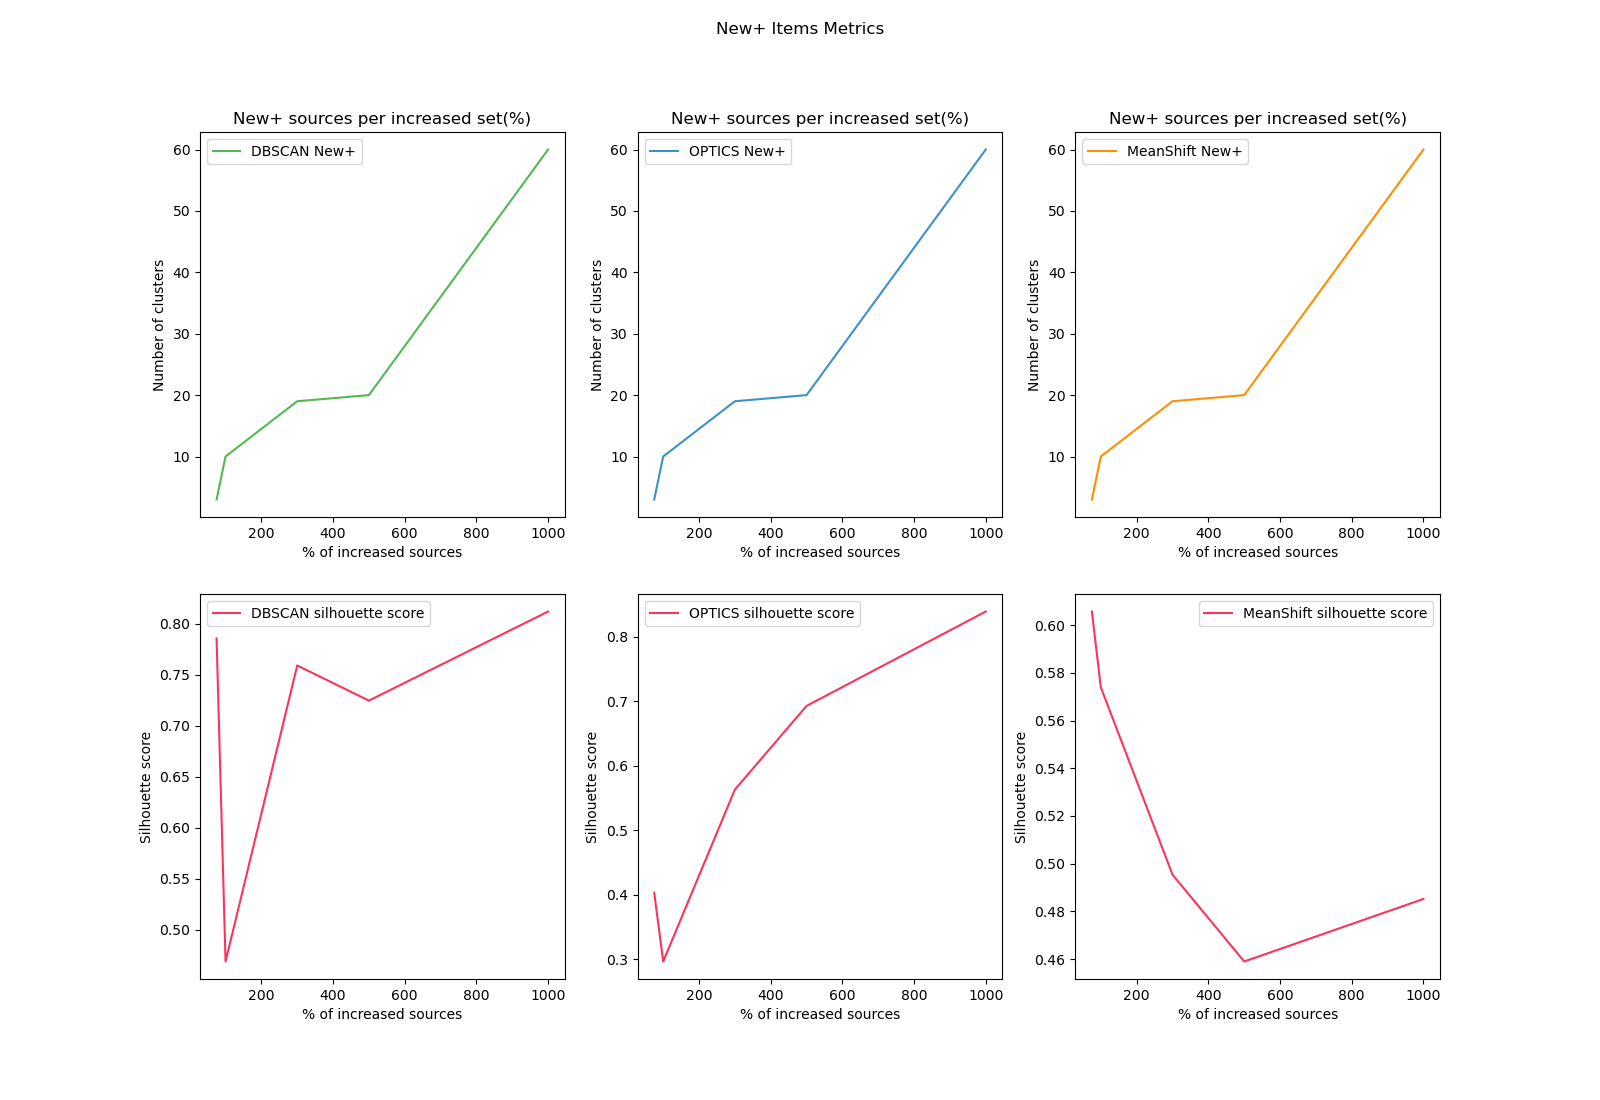 New+ Items Metrics
New+ sources per increased set(%)
DBSCAN New+
60
50
40
30
20
10
Number of clusters
200 400 600 800 1000
% of increased sources
New+ sources per increased set(%)
OPTICS New+
60
50
40
30
20
10
Number of clusters
200 400 600 800 1000
% of increased sources
New+ sources per increased set(%)
MeanShift New+
60
50
40
30
20
10
Number of clusters
200 400 600 800 1000
% of increased sources
DBSCAN silhouette score
0.80
0.75
0.70
0.65
0.60
0.55
0.50
Silhouette score
200 400 600 800 1000
% of increased sources
OPTICS silhouette score
0.8
0.7
0.6
0.5
0.4
0.3
Silhouette score
200 400 600 800 1000
% of increased sources
MeanShift silhouette score
0.60
0.58
0.56
0.54
0.52
0.50
0.48
0.46
Silhouette score
200 400 600 800 1000
% of increased sources